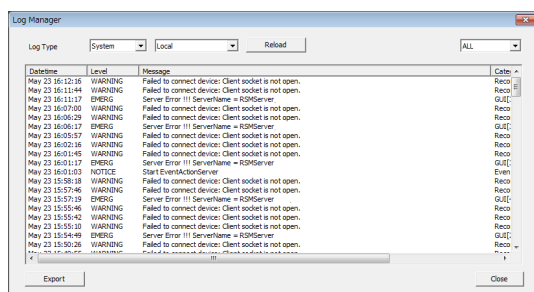 Log Manager
Log Type System Local Reload ALL
Datetime Level Message Cate
May 23 16:12:16 WARNING Failed to connect device: Client socket is not open. Reco
May 23 16:11:44 WARNING Failed to connect device: Client socket is not open. Reco
May 23 16:11:17 EMERG Server Error !!! ServerName = RSMServer GUI[
May 23 16:07:00 WARNING Failed to connect device: Client socket is not open. Reco
May 23 16:06:29 WARNING Failed to connect device: Client socket is not open. Reco
May 23 16:06:17 EMERG Server Error !!! ServerName = RSMServer GUI[
May 23 16:05:57 WARNING Failed to connect device: Client socket is not open. Reco
May 23 16:02:16 WARNING Failed to connect device: Client socket is not open. Reco
May 23 16:01:45 WARNING Failed to connect device: Client socket is not open. Reco
May 23 16:01:17 EMERG Server Error !!! ServerName = RSMServer GUI[
May 23 16:01:03 NOTICE Start EventActionServer Even
May 23 15:58:18 WARNING Failed to connect device: Client socket is not open. Reco
May 23 15:57:46 WARNING Failed to connect device: Client socket is not open. Reco
May 23 15:57:19 EMERG Server Error !!! ServerName = RSMServer GUI[
May 23 15:55:46 WARNING Failed to connect device: Client socket is not open. Reco
May 23 15:55:42 WARNING Failed to connect device: Client socket is not open. Reco
May 23 15:55:10 WARNING Failed to connect device: Client socket is not open. Reco
May 23 15:54:49 EMERG Server Error !!! ServerName = RSMServer GUI[
May 23 15:50:26 WARNING Failed to connect device: Client socket is not open. Reco
Export Close